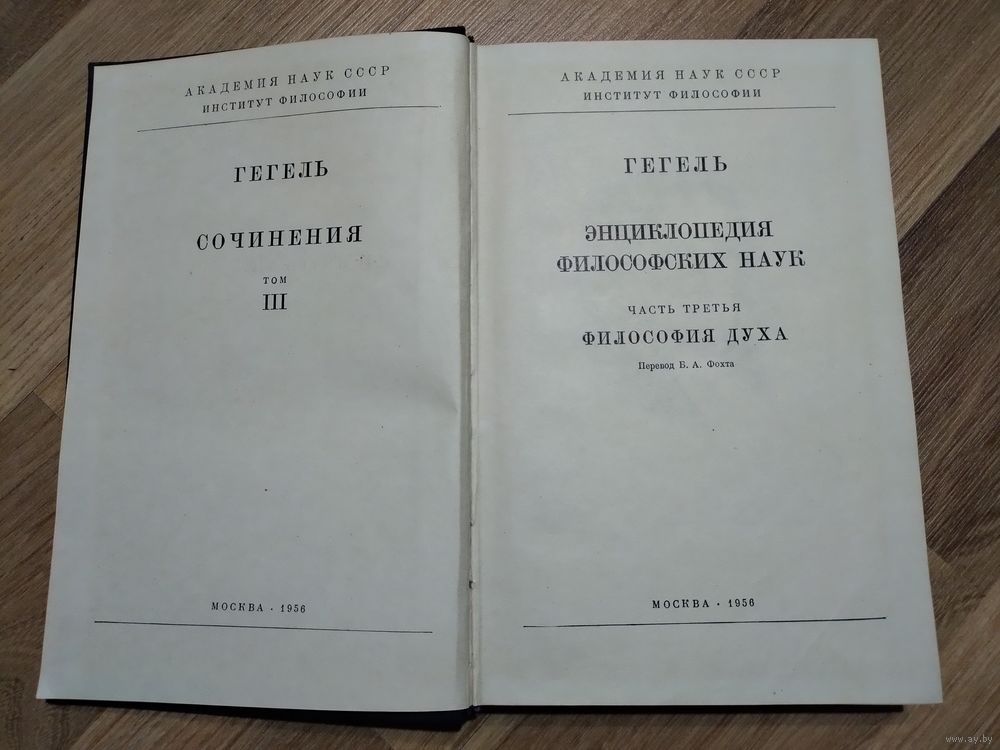 АКАДЕМИЯ НАУК СССР
ИНСТИТУТ ФИЛОСОФИИ
ГЕГЕЛЬ
СОЧИНЕНИЯ
ТОМ
III
МОСКВА · 1956
АКАДЕМИЯ НАУК СССР
ИНСТИТУТ ФИЛОСОФИИ
ГЕГЕЛЬ
ЭНЦИКЛОПЕДИЯ
ФИЛОСОФСКИХ НАУК
ЧАСТЬ ТРЕТЬЯ
ФИЛОСОФИЯ ДУХА
Перевод Б. А. Фохта
МОСКВА · 1956
www.ay.by